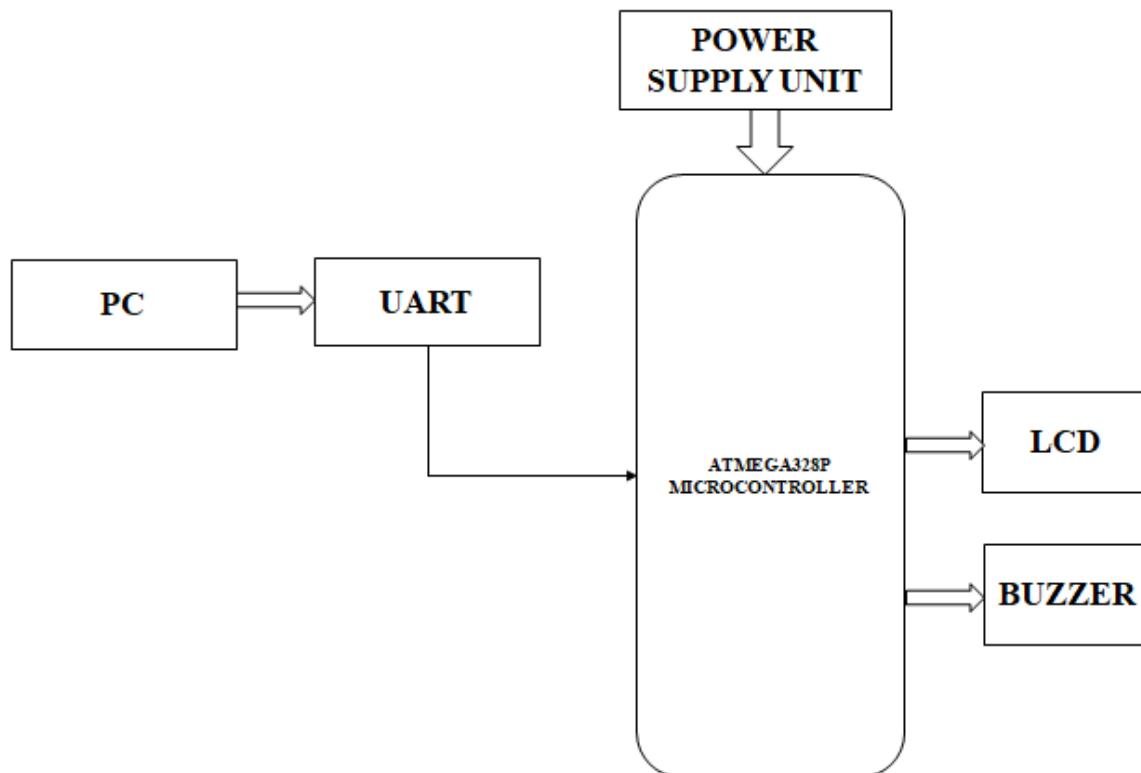 POWER
SUPPLY UNIT
PC
UART
ATMEGA328P
MICROCONTROLLER
LCD
BUZZER